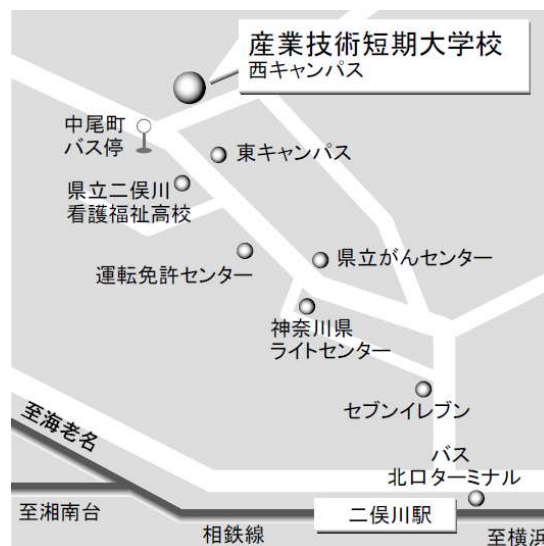 産業技術短期大学校
西キャンパス
中尾町
バス停
東キャンパス
県立二俣川
看護福祉高校
県立がんセンター
運転免許センター
神奈川県
ライトセンター
セブンイレブン
至海老名
バス
北口ターミナル
至湘南台
二俣川駅
相鉄線
至横浜